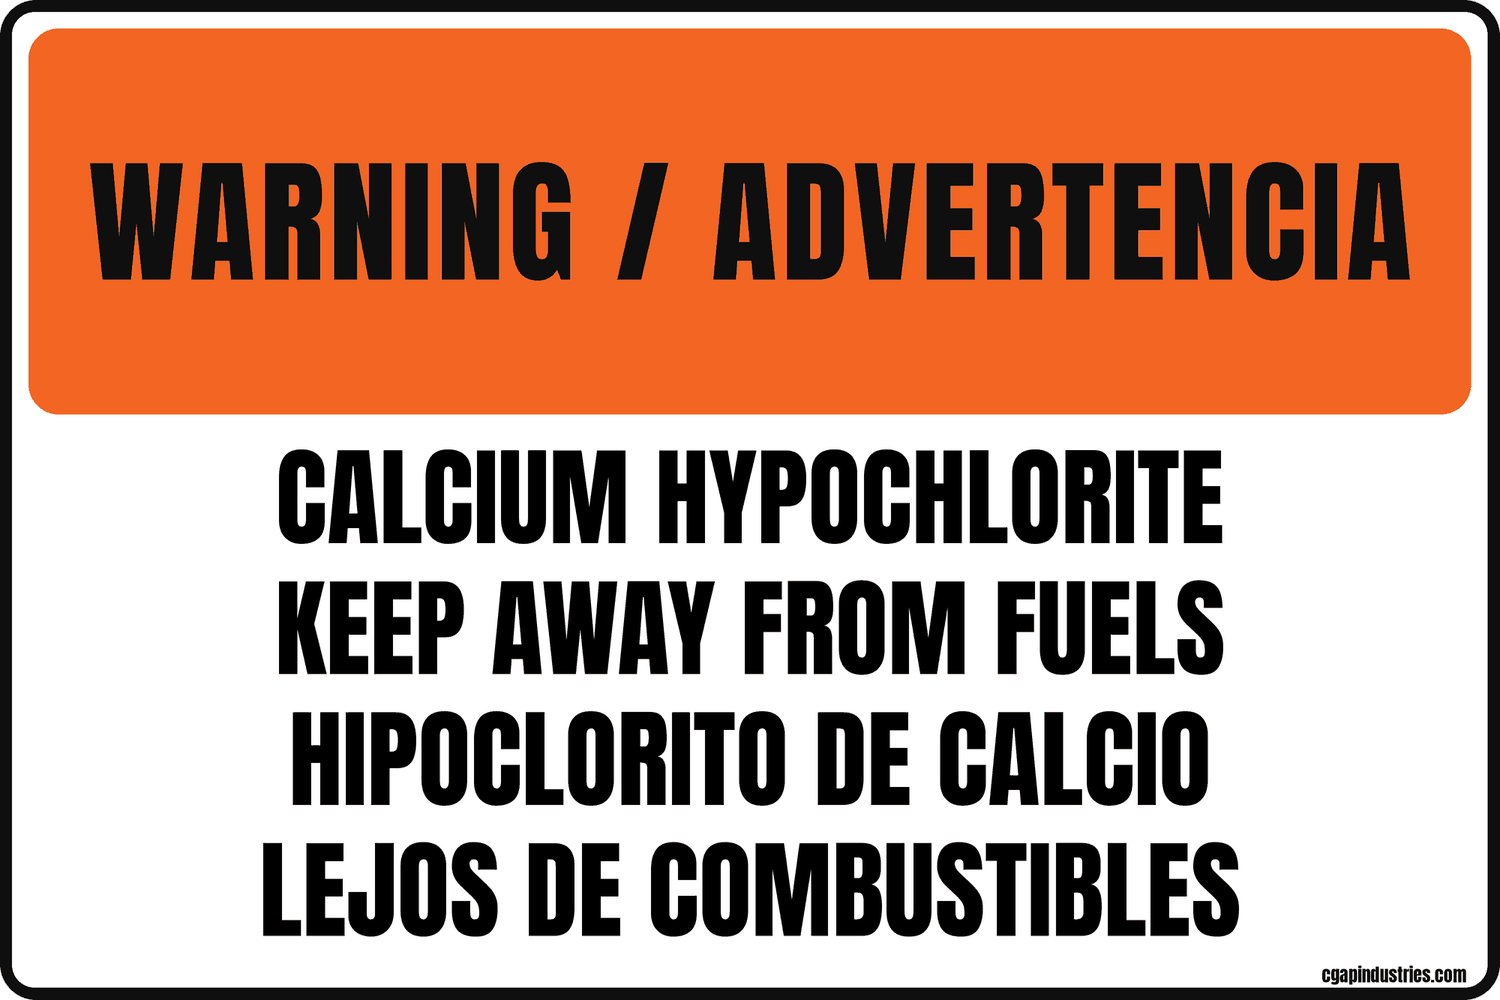 WARNING / ADVERTENCIA
CALCIUM HYPOCHLORITE
KEEP AWAY FROM FUELS
HIPOCLORITO DE CALCIO
LEJOS DE COMBUSTIBLES
cgapindustries.com